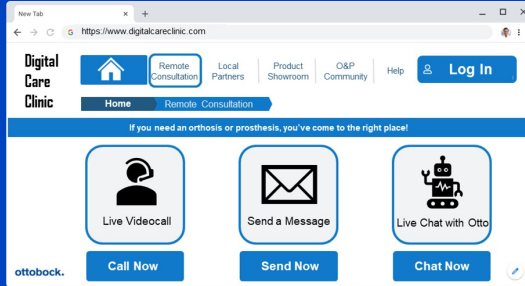 New Tab
https://www.digitalcareclinic.com
Digital
Care
Clinic
Remote
Consultation
Local
Partners
Product
Showroom
O&P
Community
Help
Log In
Home
Remote Consultation
If you need an orthosis or prosthesis, you've come to the right place!
Live Videocall
Send a Message
Live Chat with Otto
Call Now
Send Now
Chat Now
ottobock.